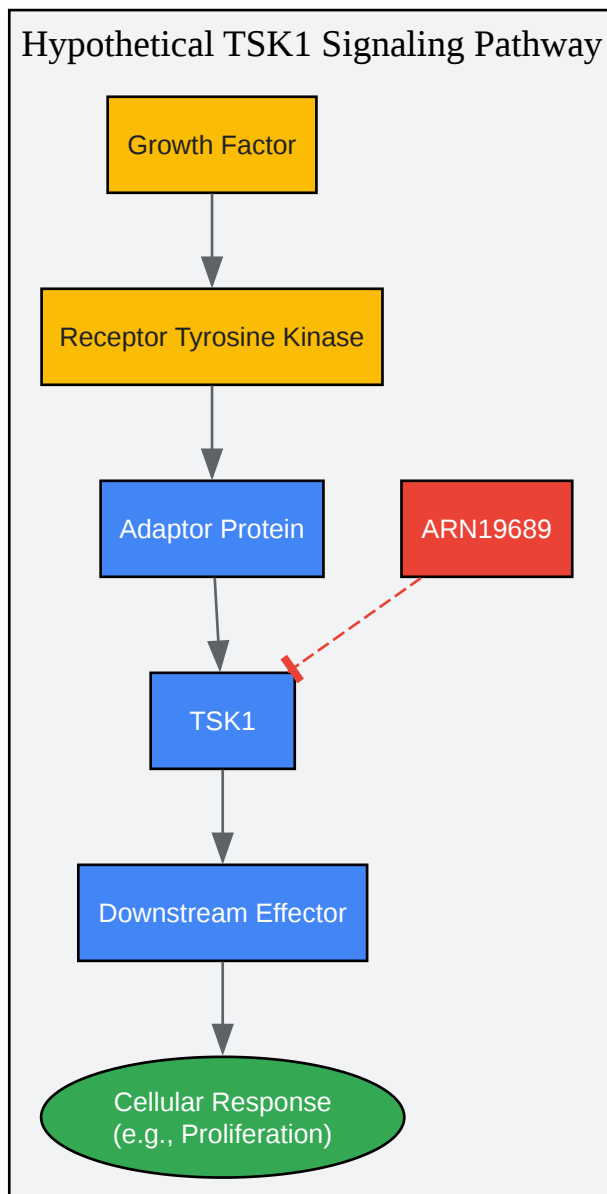 Hypothetical TSK1 Signaling Pathway
Growth Factor
Receptor Tyrosine Kinase
Adaptor Protein
ARN19689
TSK1
Downstream Effector
Cellular Response
(e.g., Proliferation)